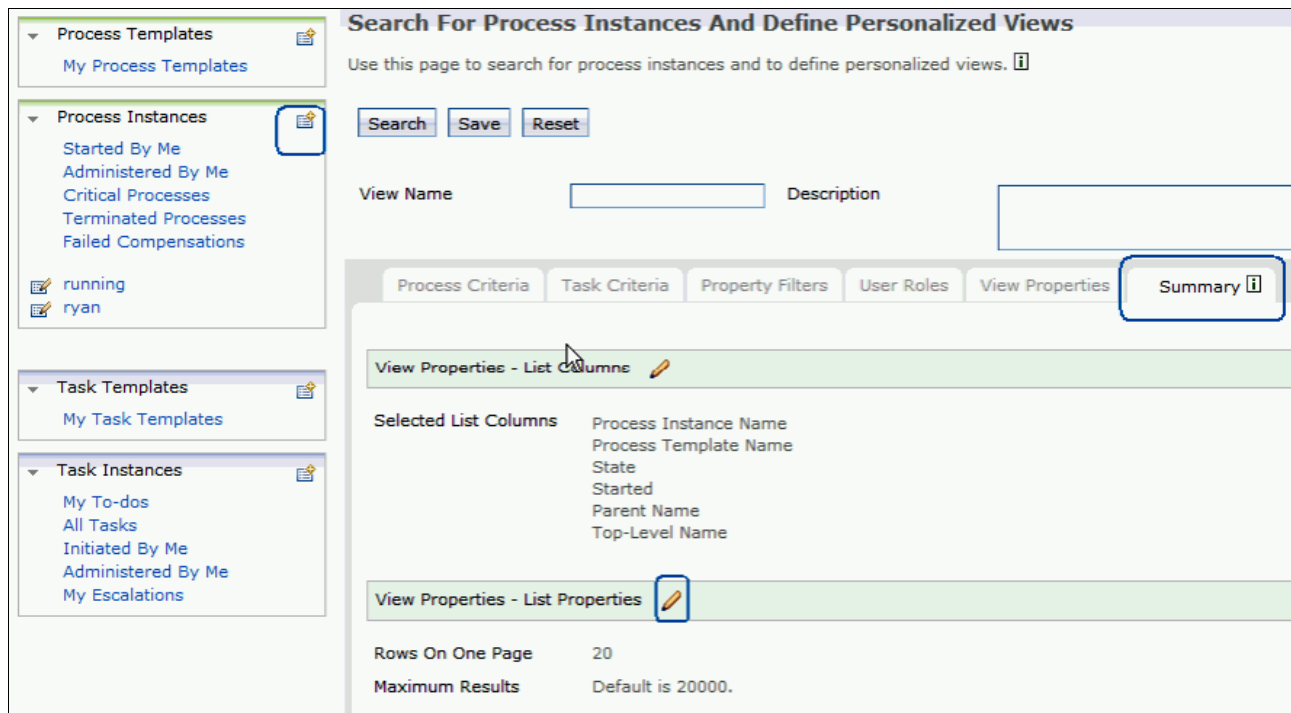 Process Templates
My Process Templates
Process Instances
Started By Me
Administered By Me
Critical Processes
Terminated Processes
Failed Compensations
running
ryan
Task Templates
My Task Templates
Task Instances
My To-dos
All Tasks
Initiated By Me
Administered By Me
My Escalations
Search For Process Instances And Define Personalized Views
Use this page to search for process instances and to define personalized views. i
Search Save Reset
View Name Description
Process Criteria Task Criteria Property Filters User Roles View Properties Summary i
View Properties - List Columns
Selected List Columns Process Instance Name
Process Template Name
State
Started
Parent Name
Top-Level Name
View Properties - List Properties
Rows On One Page 20
Maximum Results Default is 20000.